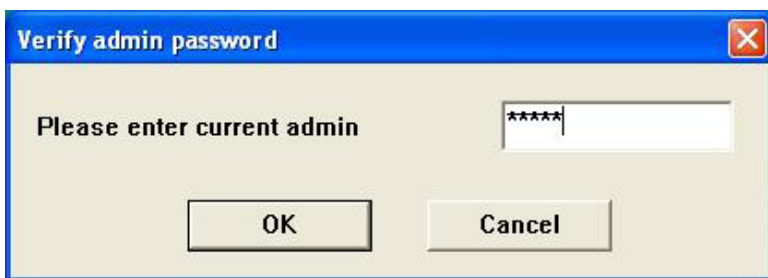 Verify admin password
Please enter current admin
*****
OK
Cancel